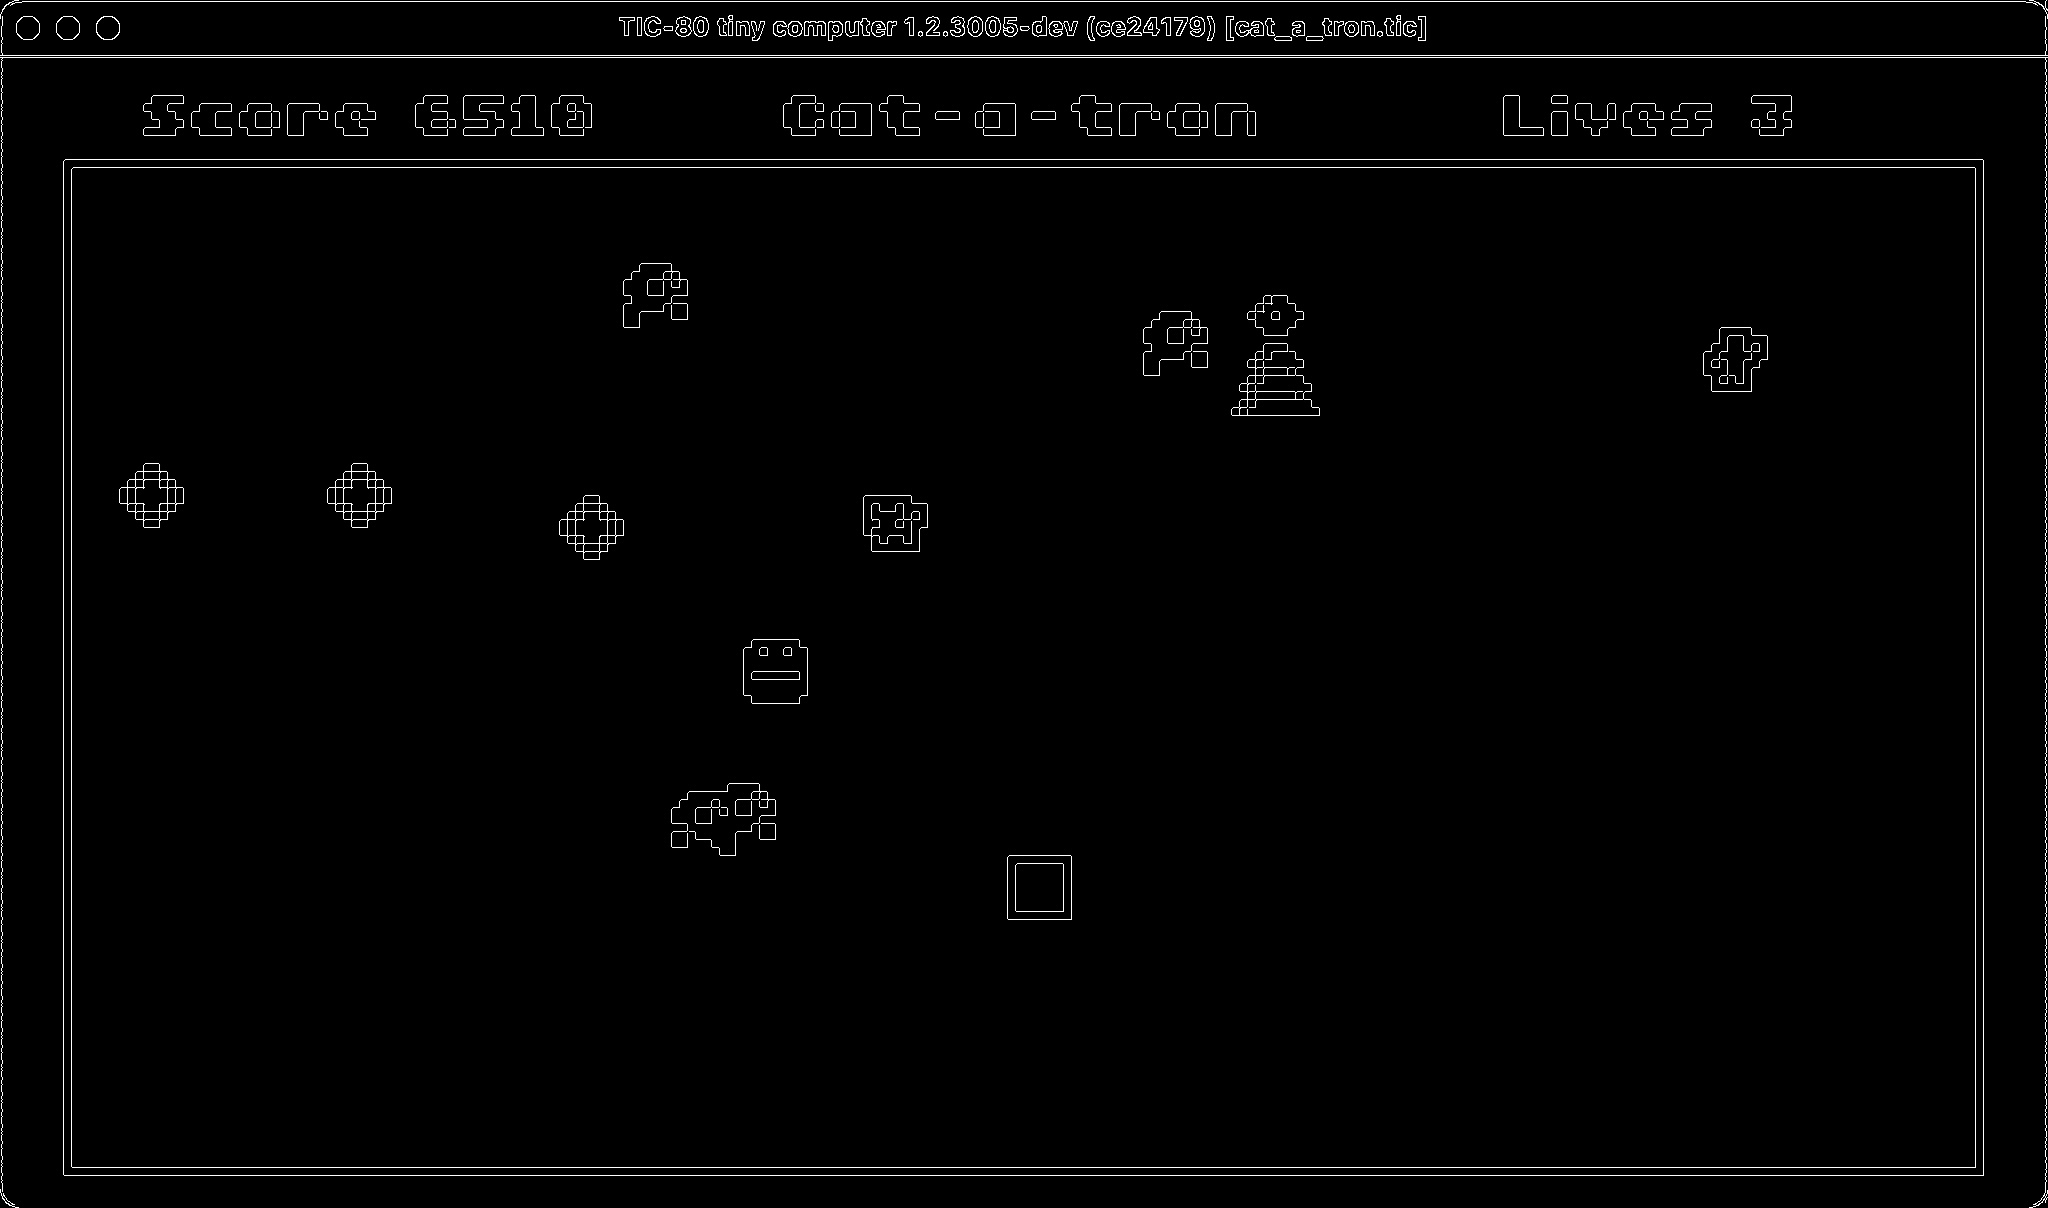 TIC-80 tiny computer 1.2.3005-dev (ce24179) [cat_a_tron.tic]
Score 6510 Cat-a-tron Lives 3